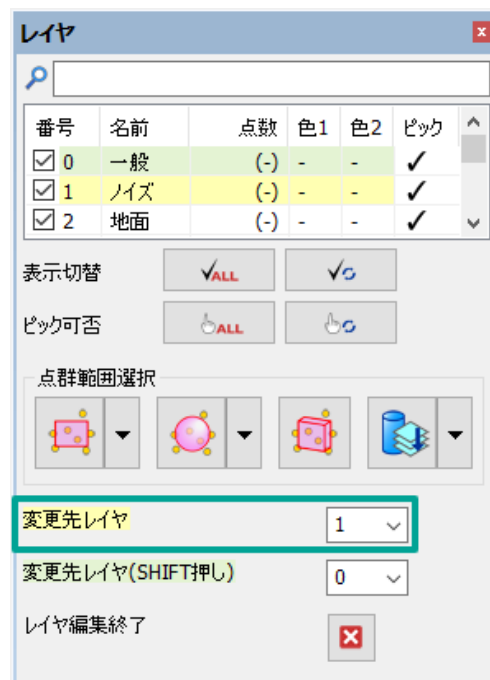 レイヤ
番号 名前 点数 色1 色2 ピック
0 一般 (-) - -
1 ノイズ (-) - -
2 地面 (-) - -
表示切替 ALL
ピック可否 ALL
点群範囲選択
変更先レイヤ 1
変更先レイヤ(SHIFT押し) 0
レイヤ編集終了